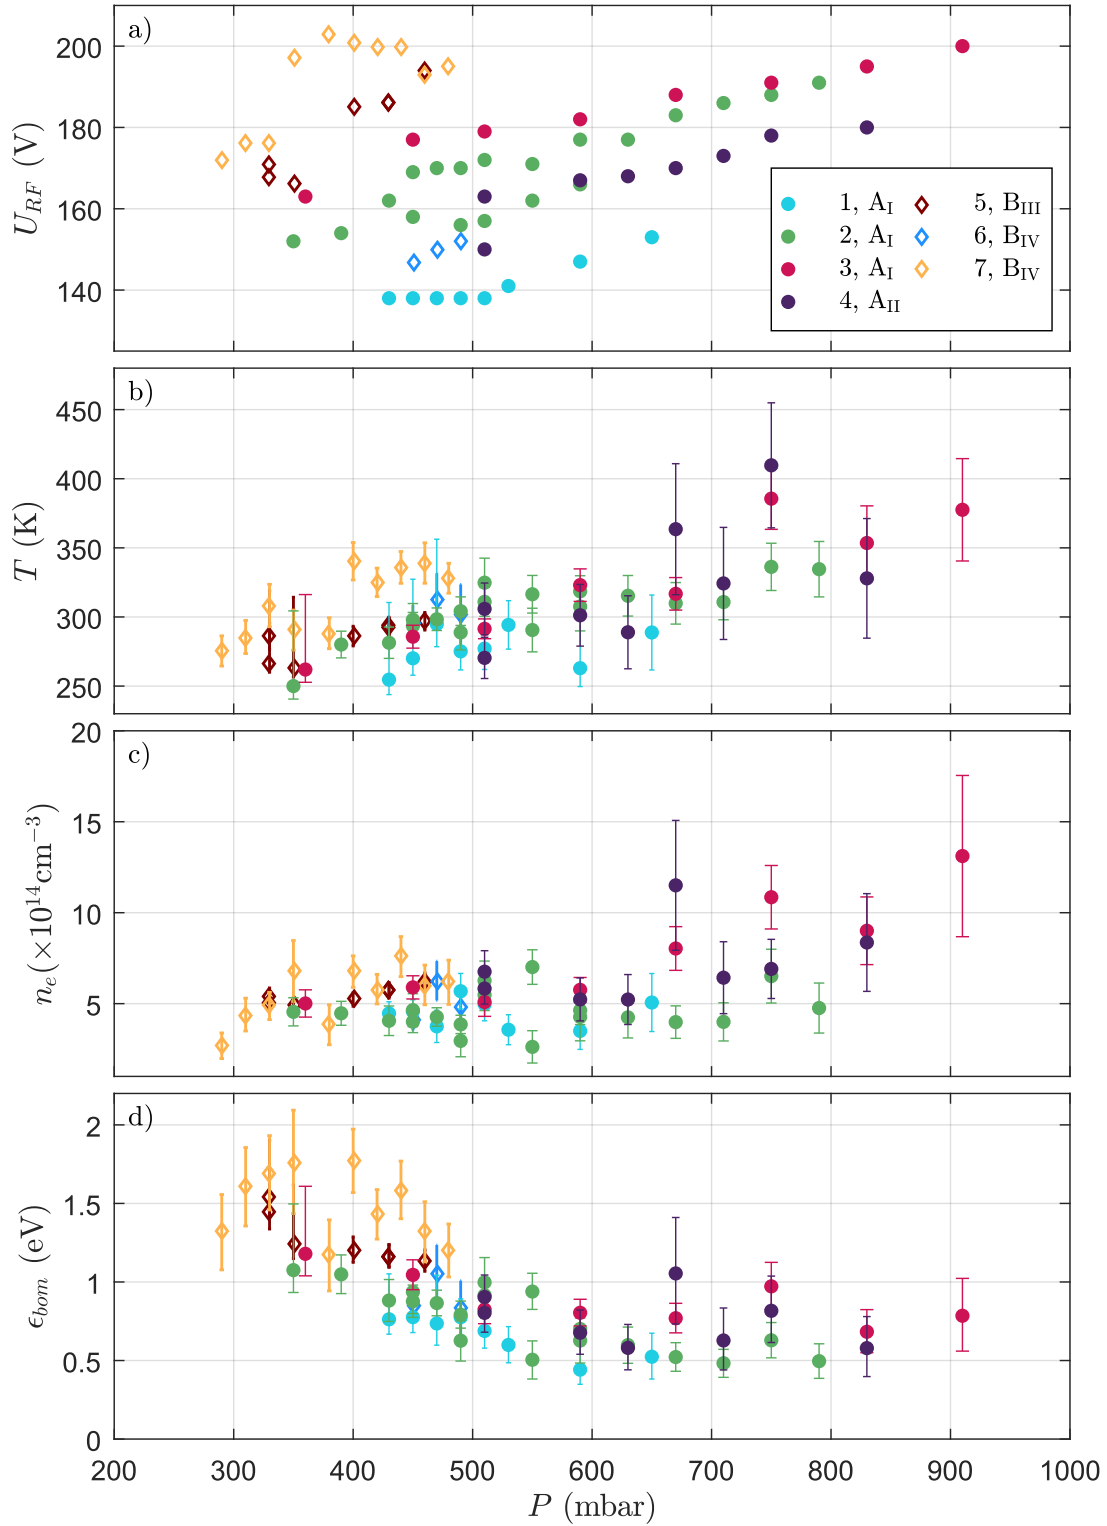 a)
200
180
160
140
U_RF (V)
1, A_I
2, A_I
3, A_I
4, A_II
5, B_III
6, B_IV
7, B_IV
b)
450
400
350
300
250
T (K)
c)
20
15
10
5
n_e(×10^14cm^−3)
d)
2
1.5
1
0.5
0
ϵ_bom (eV)
200 300 400 500 600 700 800 900 1000
P (mbar)